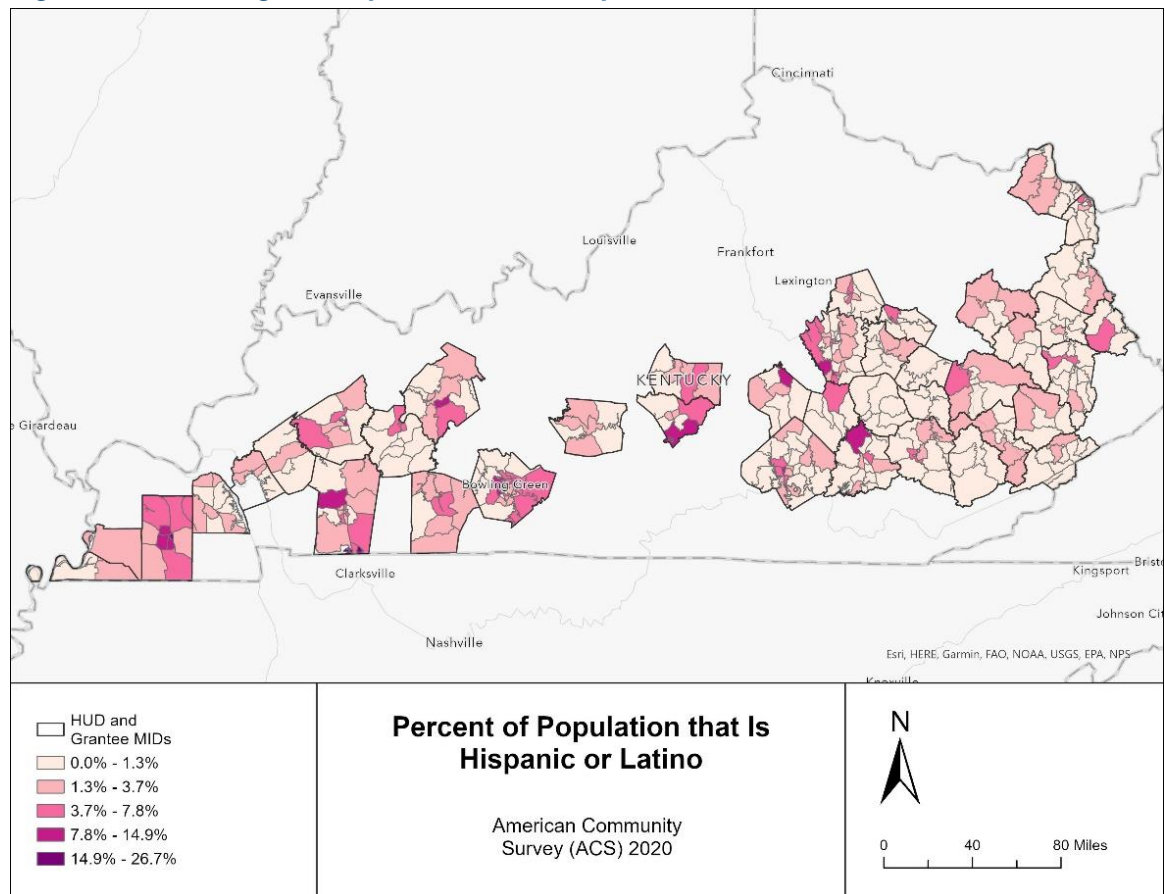 Cincinnati
Louisville
Frankfort
Lexington
Evansville
KENTUCKY
e Girardeau
Bowling Green
Clarksville
Kingsport
Bristo
Johnson Cit
Nashville
Esri, HERE, Garmin, FAO, NOAA, USGS, EPA, NPS
HUD and
Grantee MIDs
0.0% - 1.3%
1.3% - 3.7%
3.7% - 7.8%
7.8% - 14.9%
14.9% - 26.7%
Percent of Population that Is
Hispanic or Latino
American Community
Survey (ACS) 2020
N
0 40 80 Miles